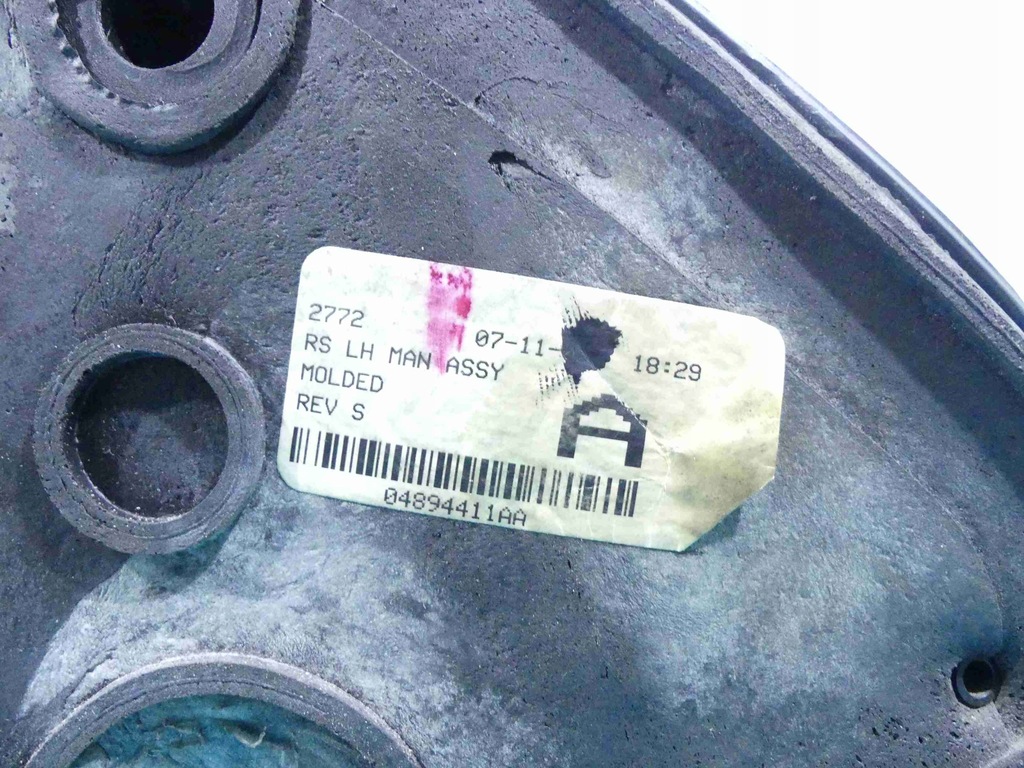 2772
07-11-
18:29
RS LH MAN ASSY
MOLDED
REV S
A
04894411AA